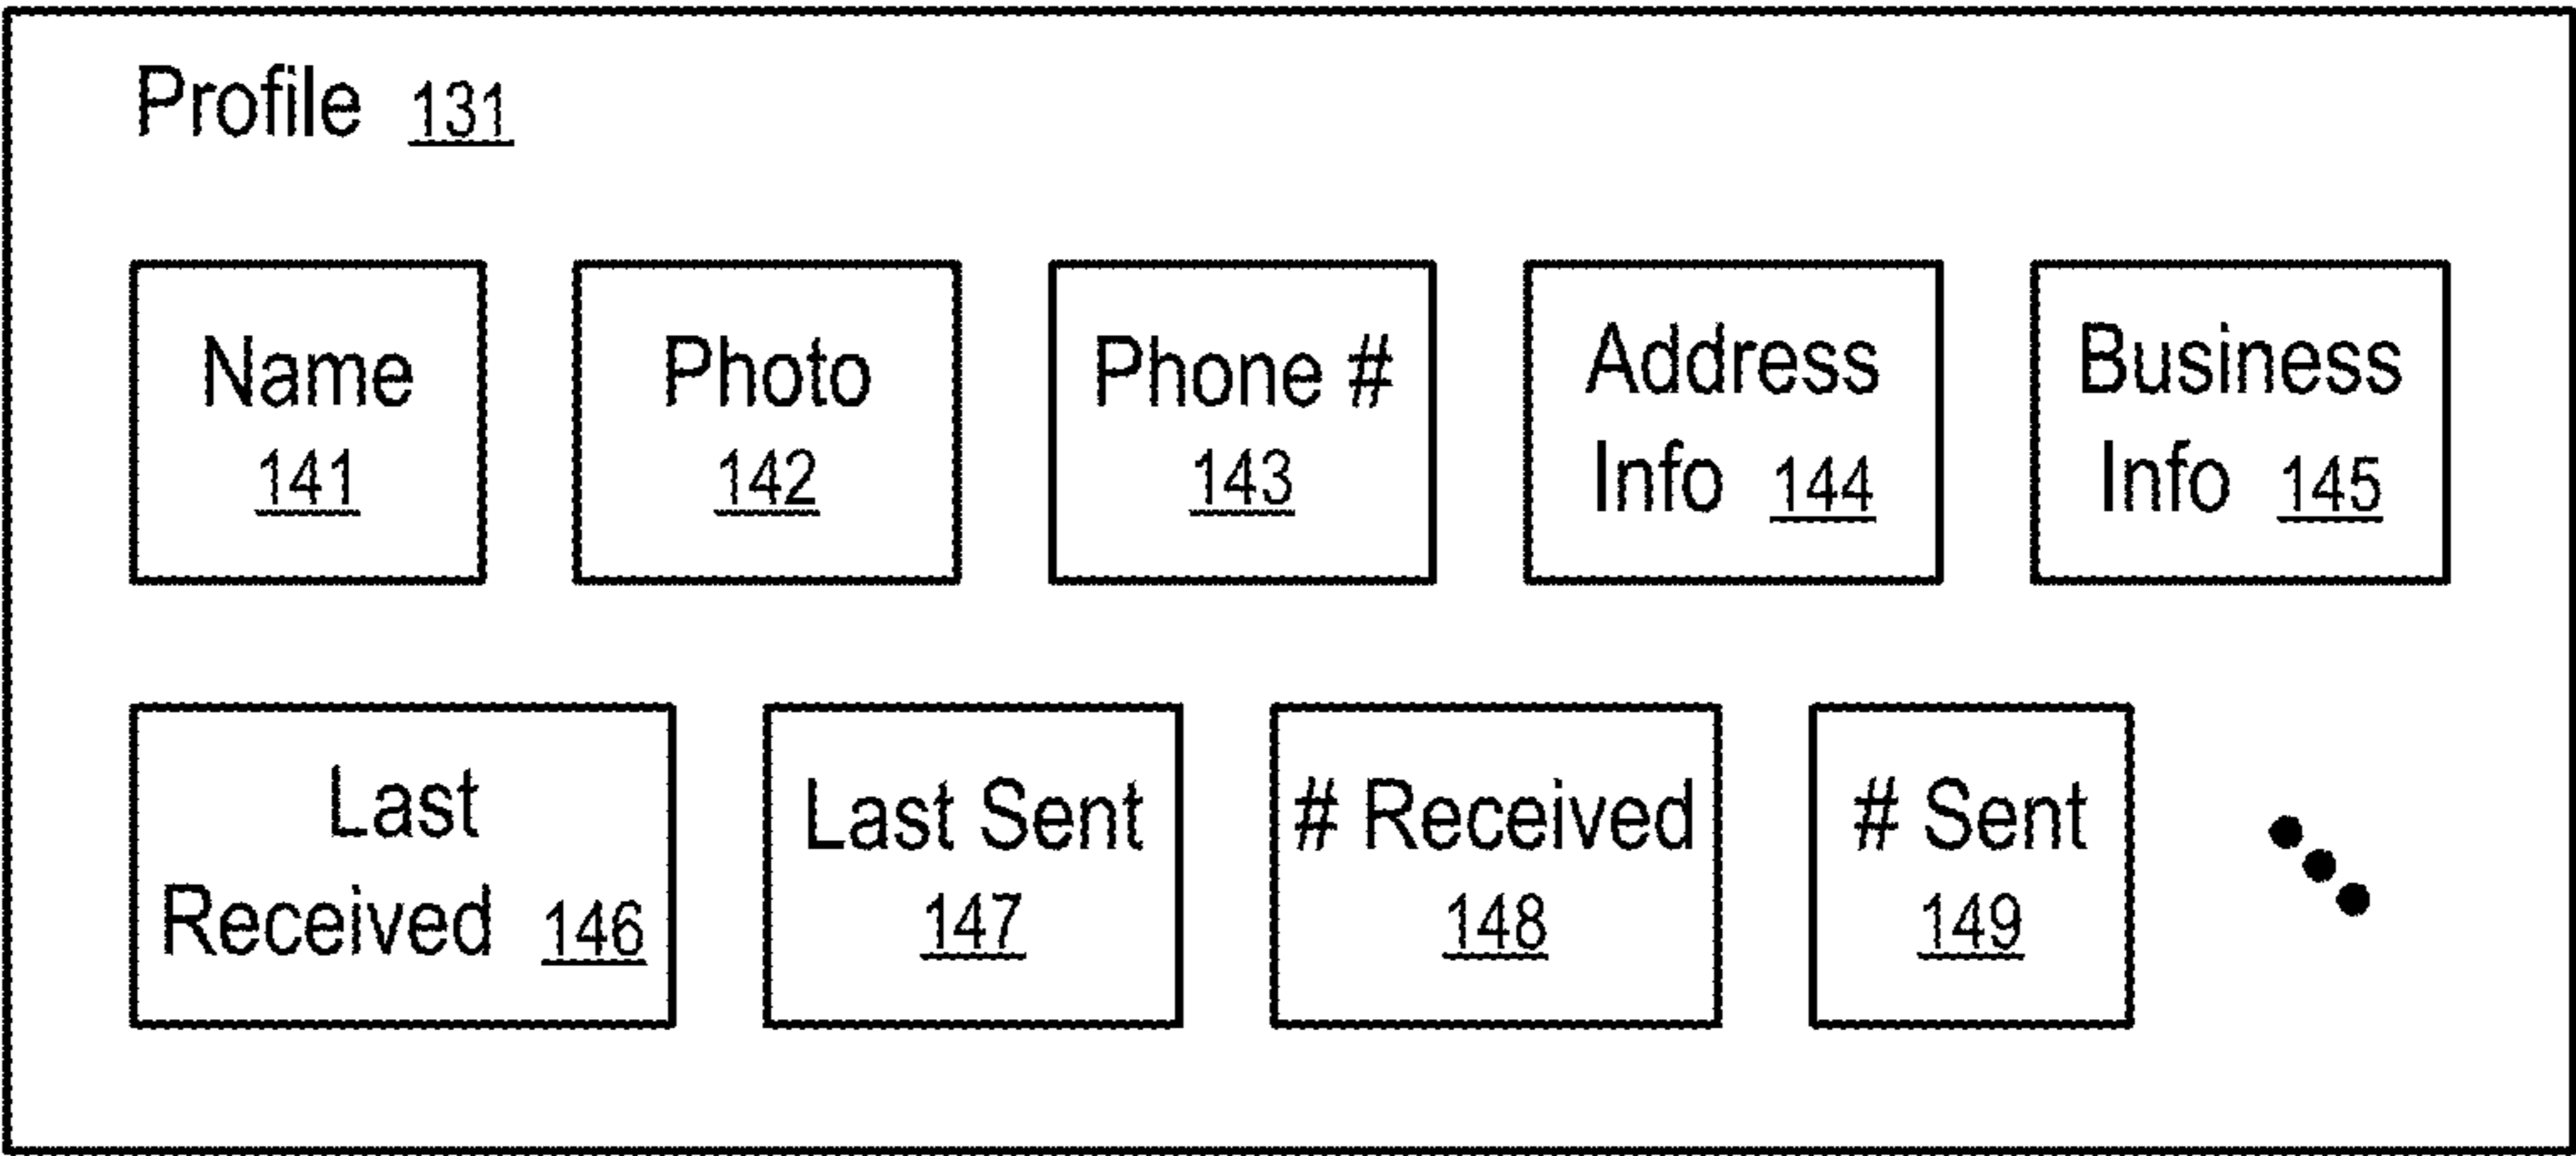 Profile 131
Name
141
Photo
142
Phone #
143
Address
Info 144
Business
Info 145
Last
Received 146
Last Sent
147
# Received
148
# Sent
149